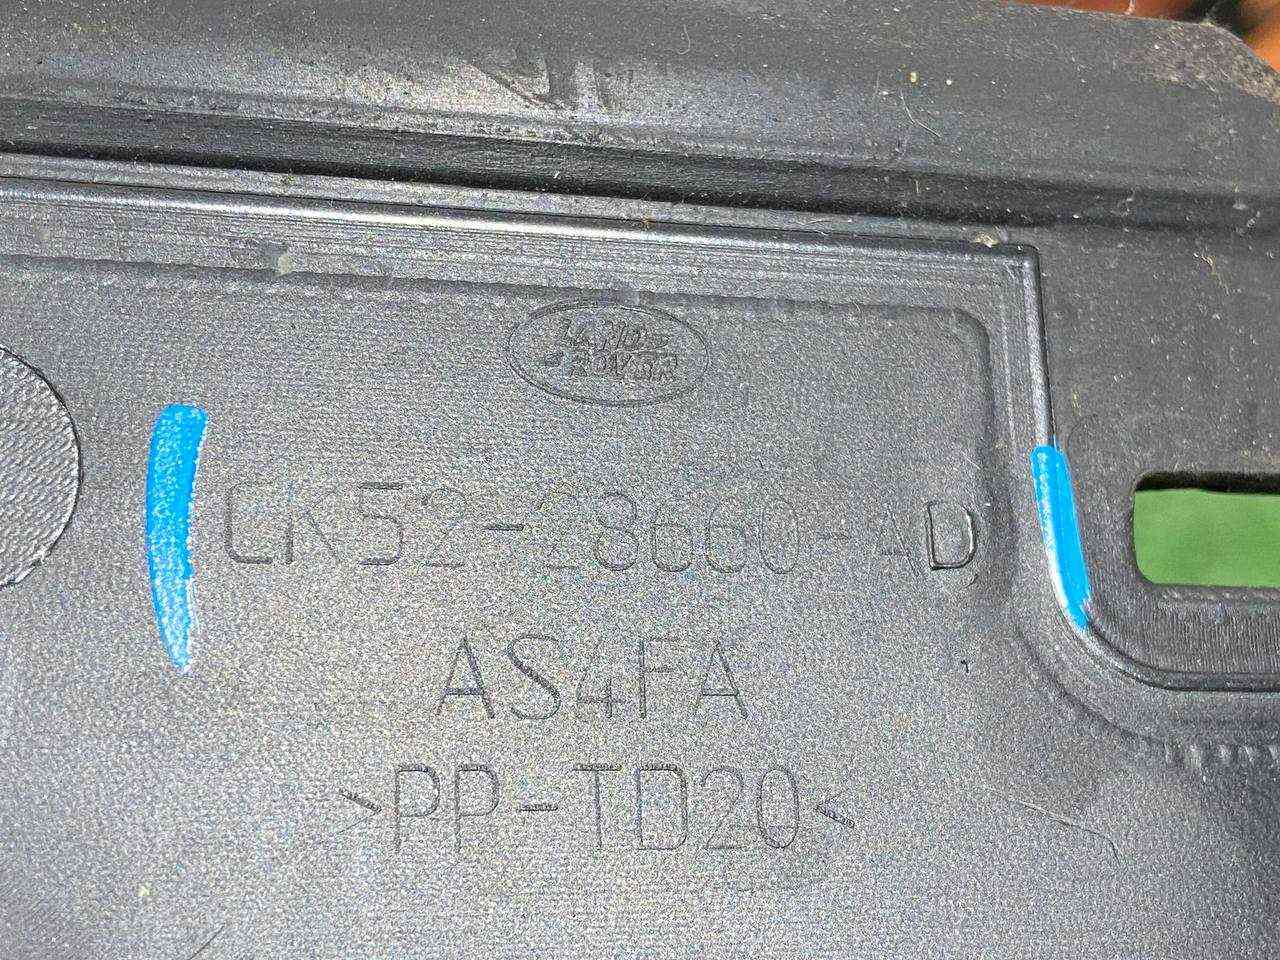 LAND
ROVER
CK52-28660-AD
AS4FA
>PP-TD20<